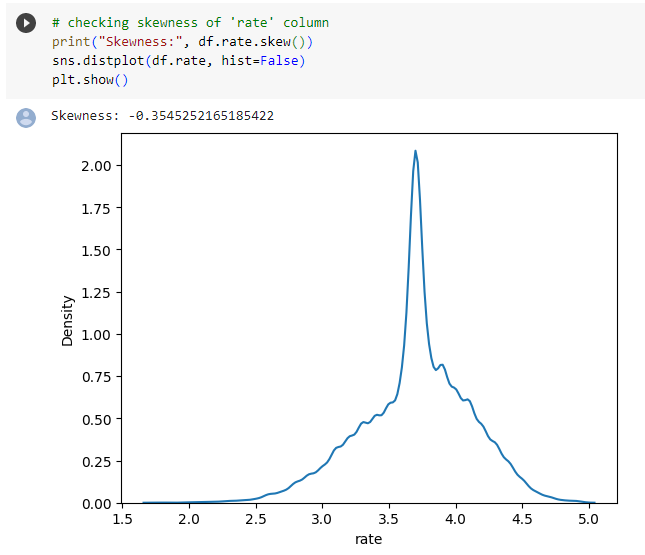 # checking skewness of 'rate' column
print("Skewness:", df.rate.skew())
sns.distplot(df.rate, hist=False)
plt.show()
Skewness: -0.3545252165185422
2.00
1.75
1.50
1.25
1.00
0.75
0.50
0.25
0.00
Density
1.5 2.0 2.5 3.0 3.5 4.0 4.5 5.0
rate